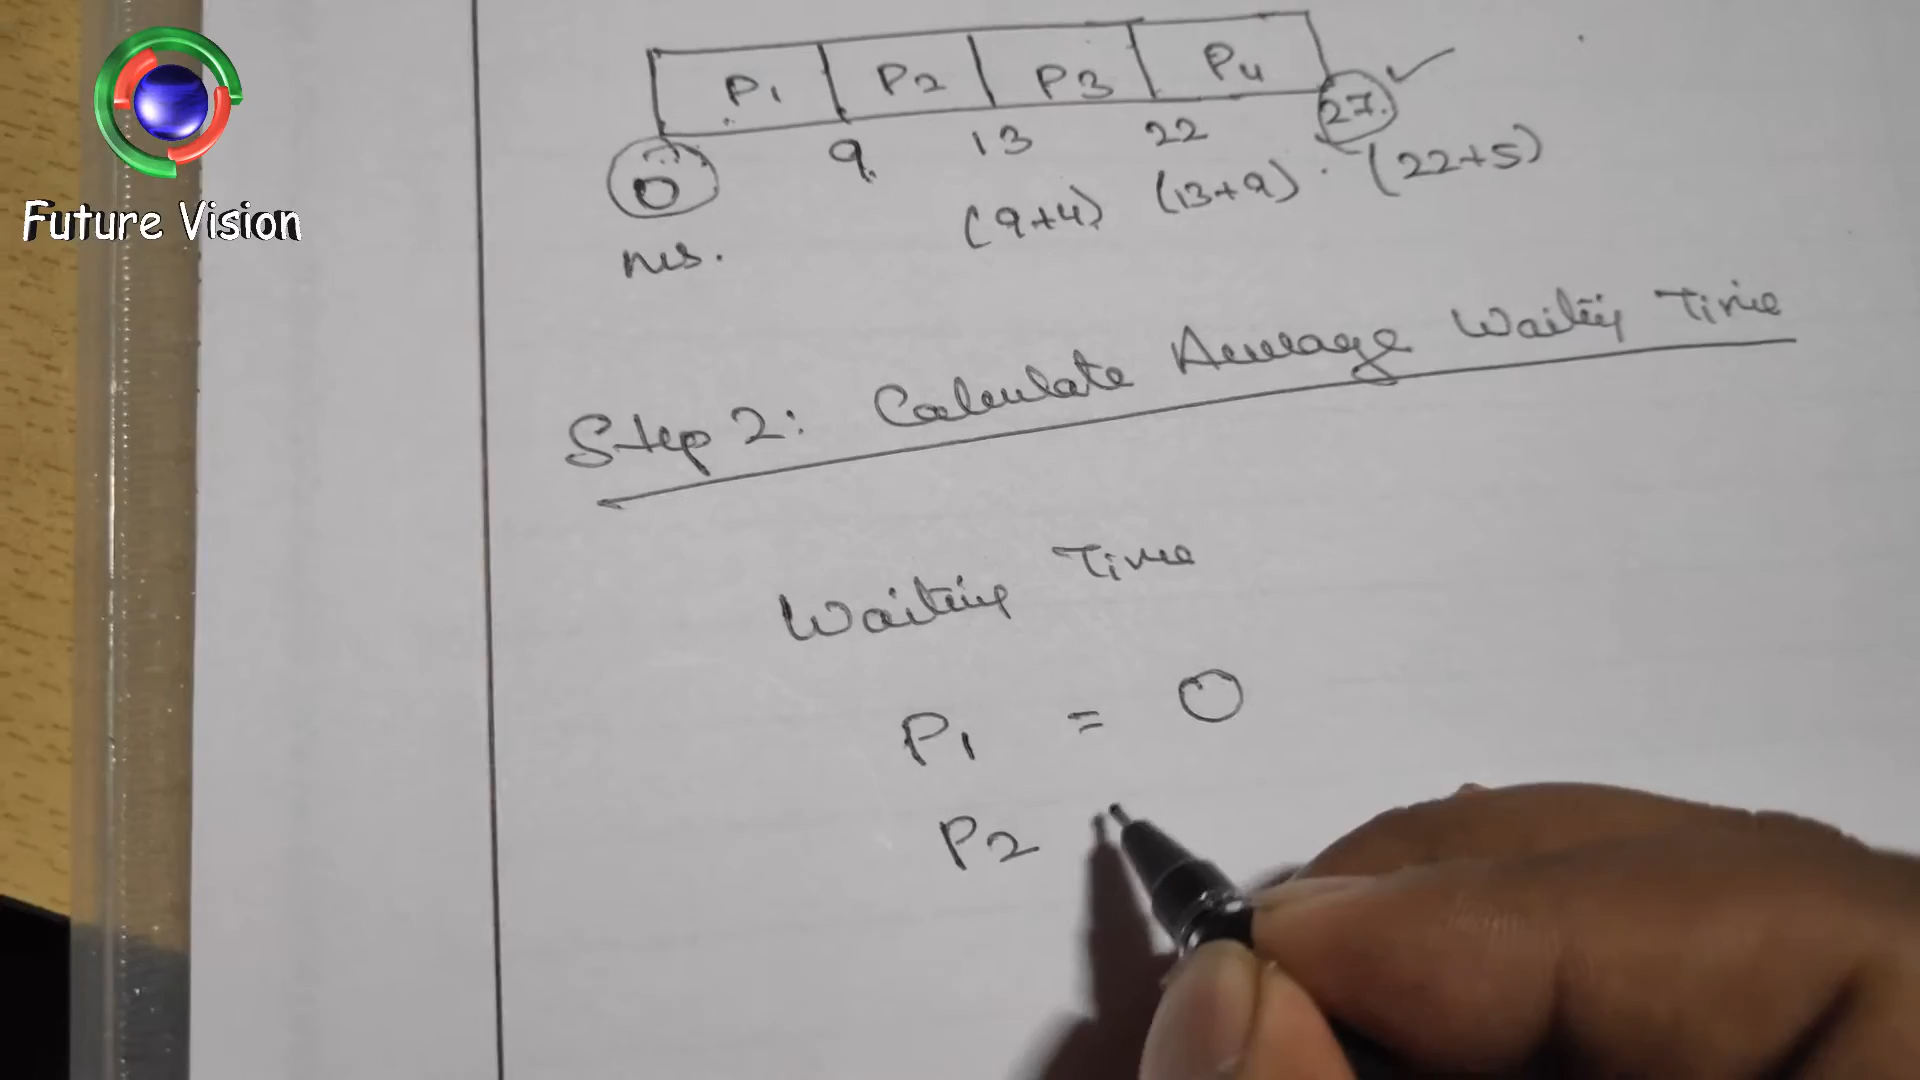 Future Vision
P1 P2 P3 P4
0 9 13 22 27.
ms. (9+4) (13+9) (22+5)
Step 2: Calculate Average Waiting Time
Waiting Time
P1 = 0
P2